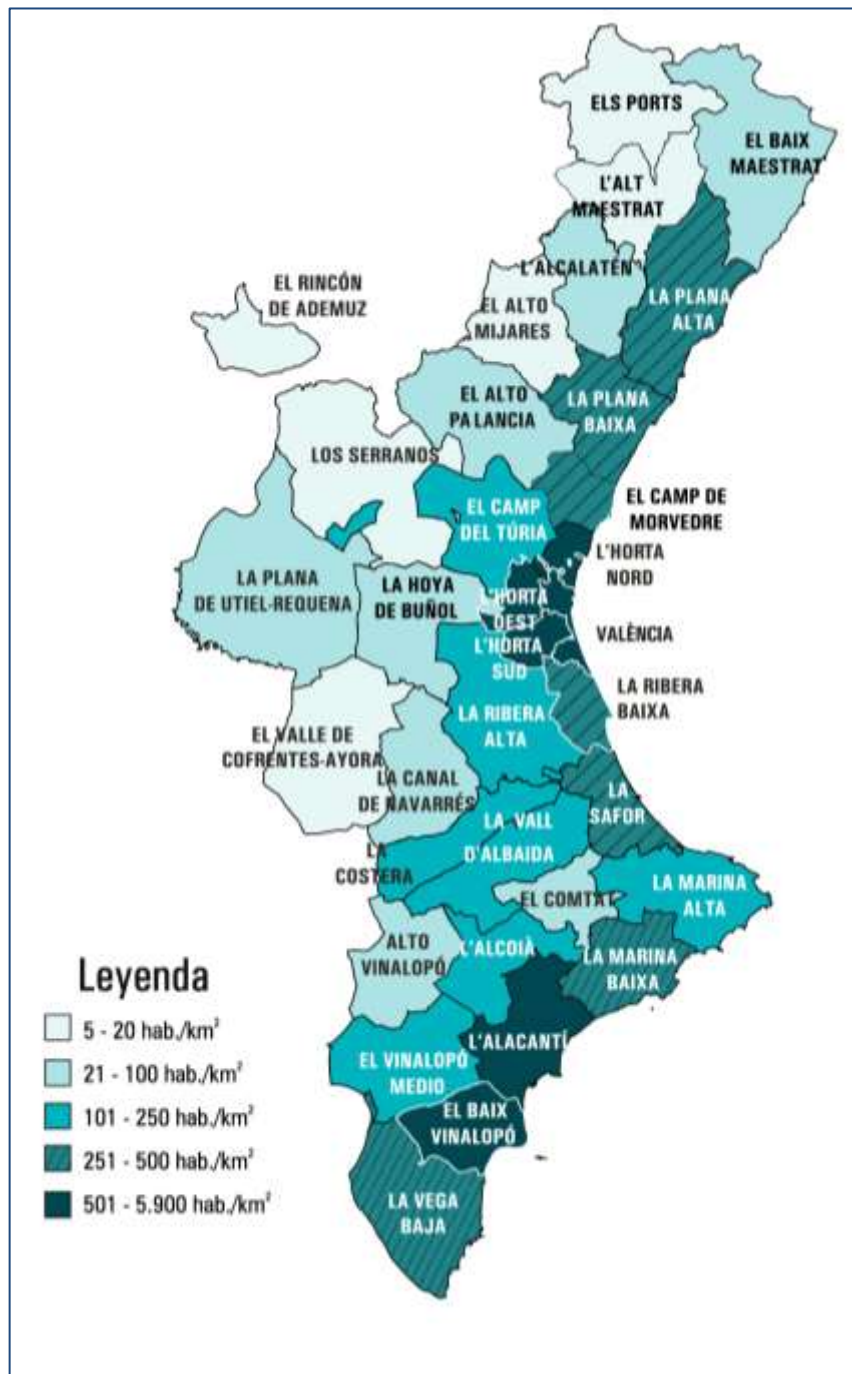 ELS PORTS
EL BAIX
MAESTRAT
L'ALT
MAESTRAT
L'ALCALATÉN
EL RINCÓN
DE ADEMUZ
EL ALTO
MIJARES
LA PLANA
ALTA
EL ALTO
PALANCIA
LA PLANA
BAIXA
LOS SERRANOS
EL CAMP
DEL TÚRIA
EL CAMP DE
MORVEDRE
L'HORTA
NORD
LA PLANA
DE UTIEL-REQUENA
LA HOYA
DE BUÑOL
L'HORTA
OEST
VALÈNCIA
L'HORTA
SUD
LA RIBERA
BAIXA
LA RIBERA
ALTA
EL VALLE DE
COFRENTES-AYORA
LA CANAL
DE NAVARRÉS
LA
SAFOR
LA VALL
D'ALBAIDA
LA
COSTERA
EL COMTAT
LA MARINA
ALTA
ALTO
VINALOPÓ
L'ALCOIÀ
LA MARINA
BAIXA
L'ALACANTÍ
EL VINALOPÓ
MEDIO
EL BAIX
VINALOPÓ
LA VEGA
BAJA
Leyenda
5 - 20 hab./km²
21 - 100 hab./km²
101 - 250 hab./km²
251 - 500 hab./km²
501 - 5.900 hab./km²